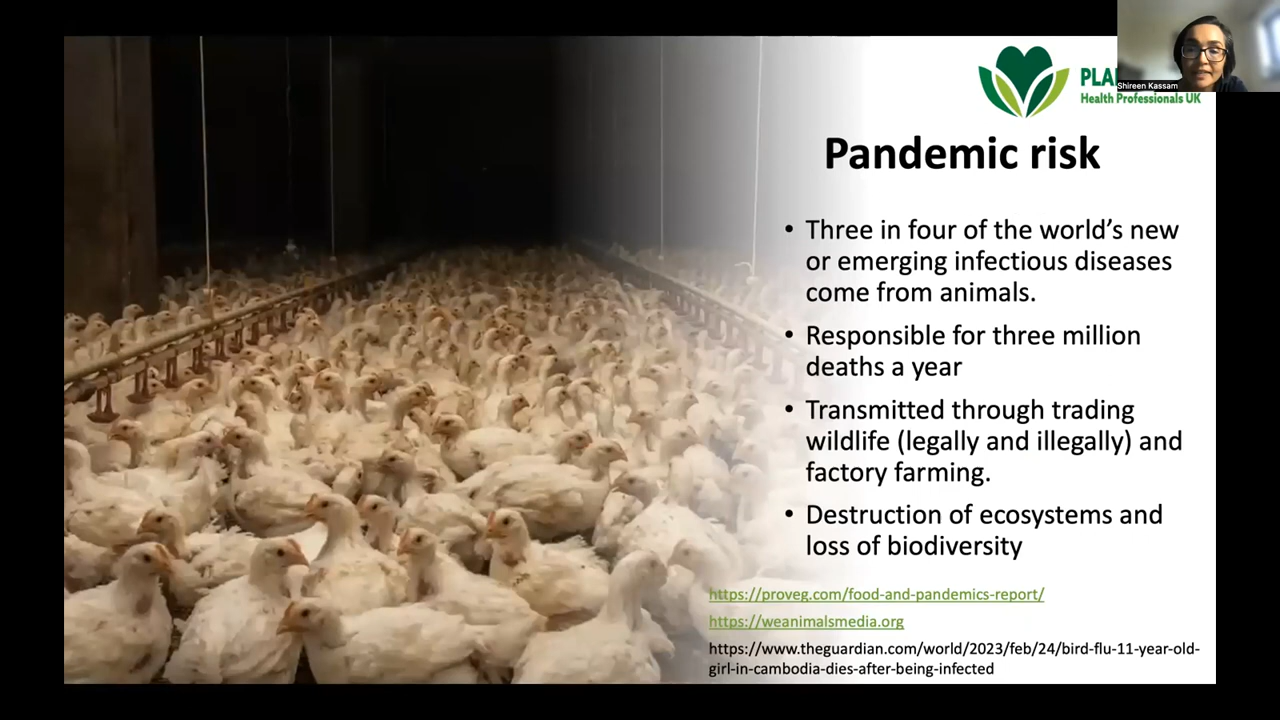 PLA
Shireen Kassam
Health Professionals UK
Pandemic risk
• Three in four of the world's new
or emerging infectious diseases
come from animals.
• Responsible for three million
deaths a year
• Transmitted through trading
wildlife (legally and illegally) and
factory farming.
• Destruction of ecosystems and
loss of biodiversity
https://proveg.com/food-and-pandemics-report/
https://weanimalsmedia.org
https://www.theguardian.com/world/2023/feb/24/bird-flu-11-year-old-
girl-in-cambodia-dies-after-being-infected